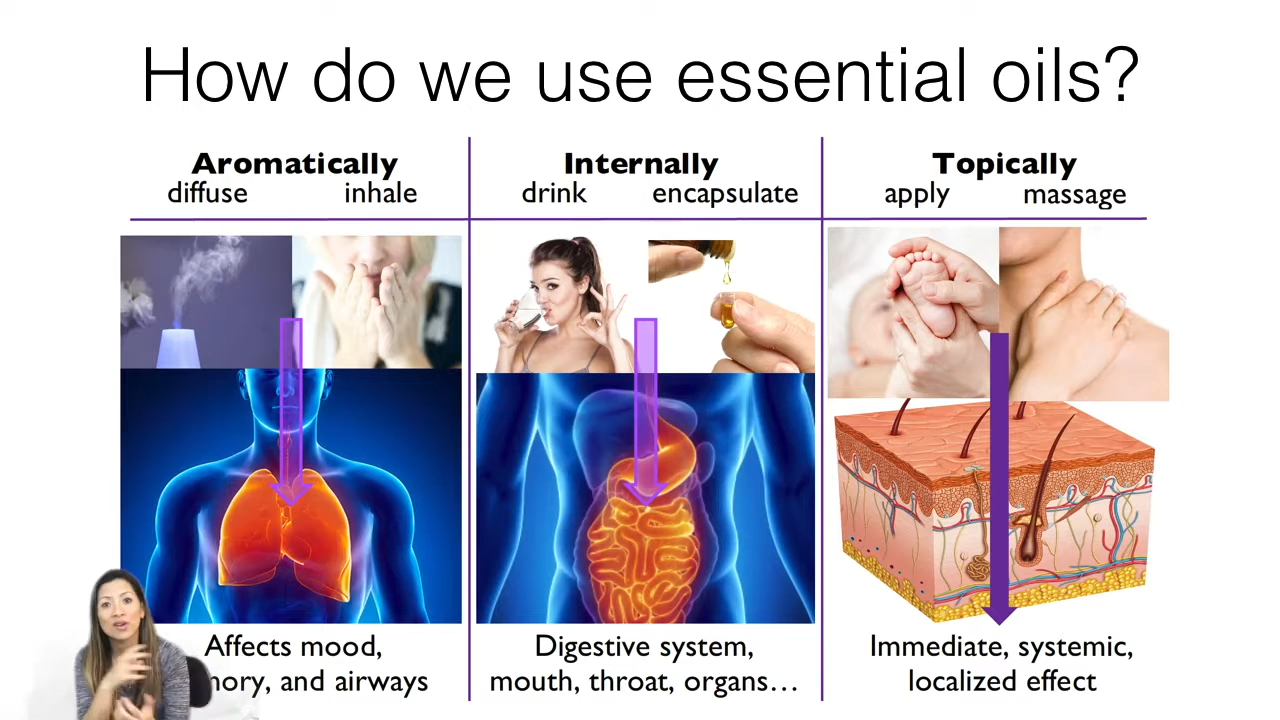 How do we use essential oils?
Aromatically
diffuse inhale
Internally
drink encapsulate
Topically
apply massage
Affects mood,
and airways
Digestive system,
mouth, throat, organs…
Immediate, systemic,
localized effect